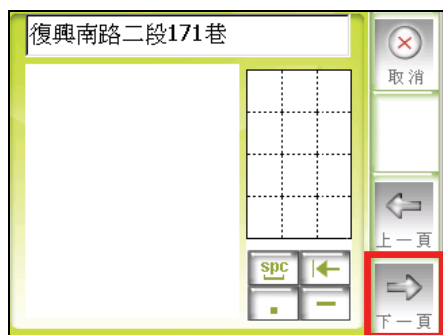 復興南路二段171巷
取消
上一頁
spc
.
—
下一頁